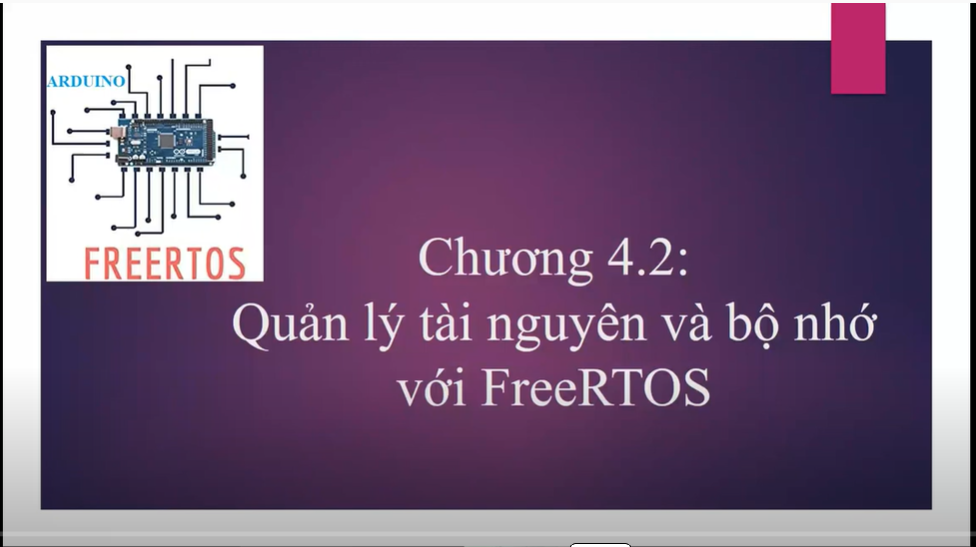 ARDUINO
FREERTOS
Chương 4.2:
Quản lý tài nguyên và bộ nhớ
với FreeRTOS